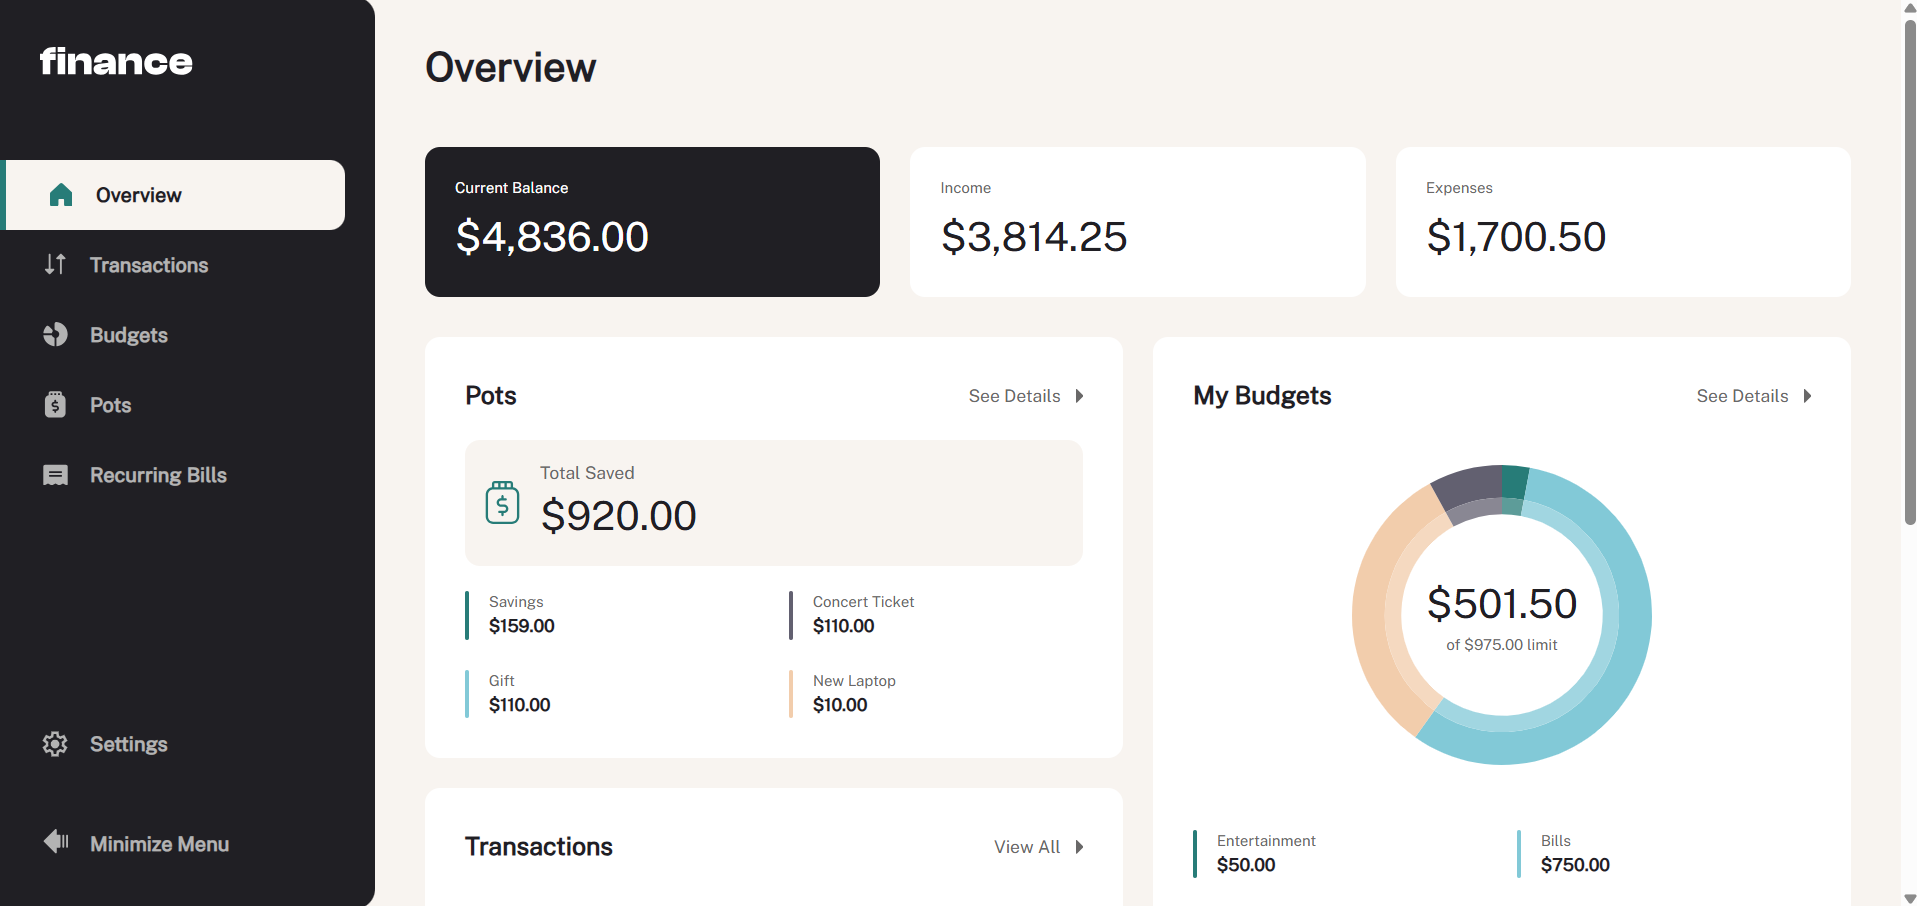 finance
Overview
Transactions
Budgets
Pots
Recurring Bills
Settings
Minimize Menu
Overview
Current Balance
$4,836.00
Income
$3,814.25
Expenses
$1,700.50
Pots
See Details
Total Saved
$920.00
Savings
$159.00
Concert Ticket
$110.00
Gift
$110.00
New Laptop
$10.00
My Budgets
See Details
$501.50
of $975.00 limit
Entertainment
$50.00
Bills
$750.00
Transactions
View All